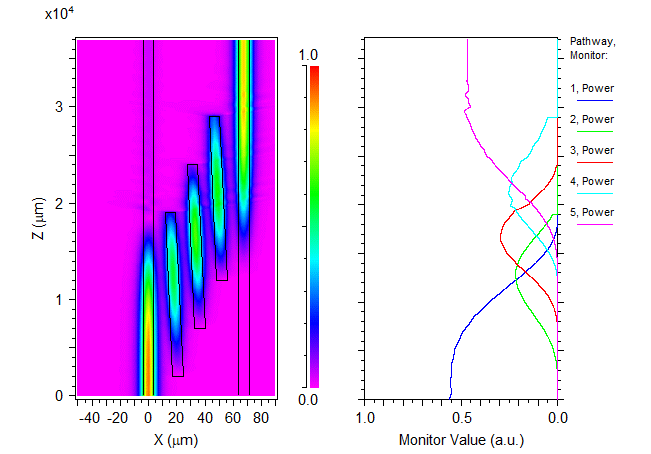 x10⁴
3
2
1
0
Z (μm)
-40 -20 0 20 40 60 80
X (μm)
1.0
0.0
1.0 0.5 0.0
Monitor Value (a.u.)
Pathway,
Monitor:
1, Power
2, Power
3, Power
4, Power
5, Power